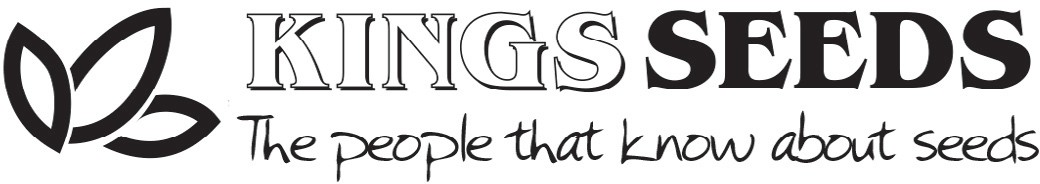 KINGS SEEDS
The people that know about seeds